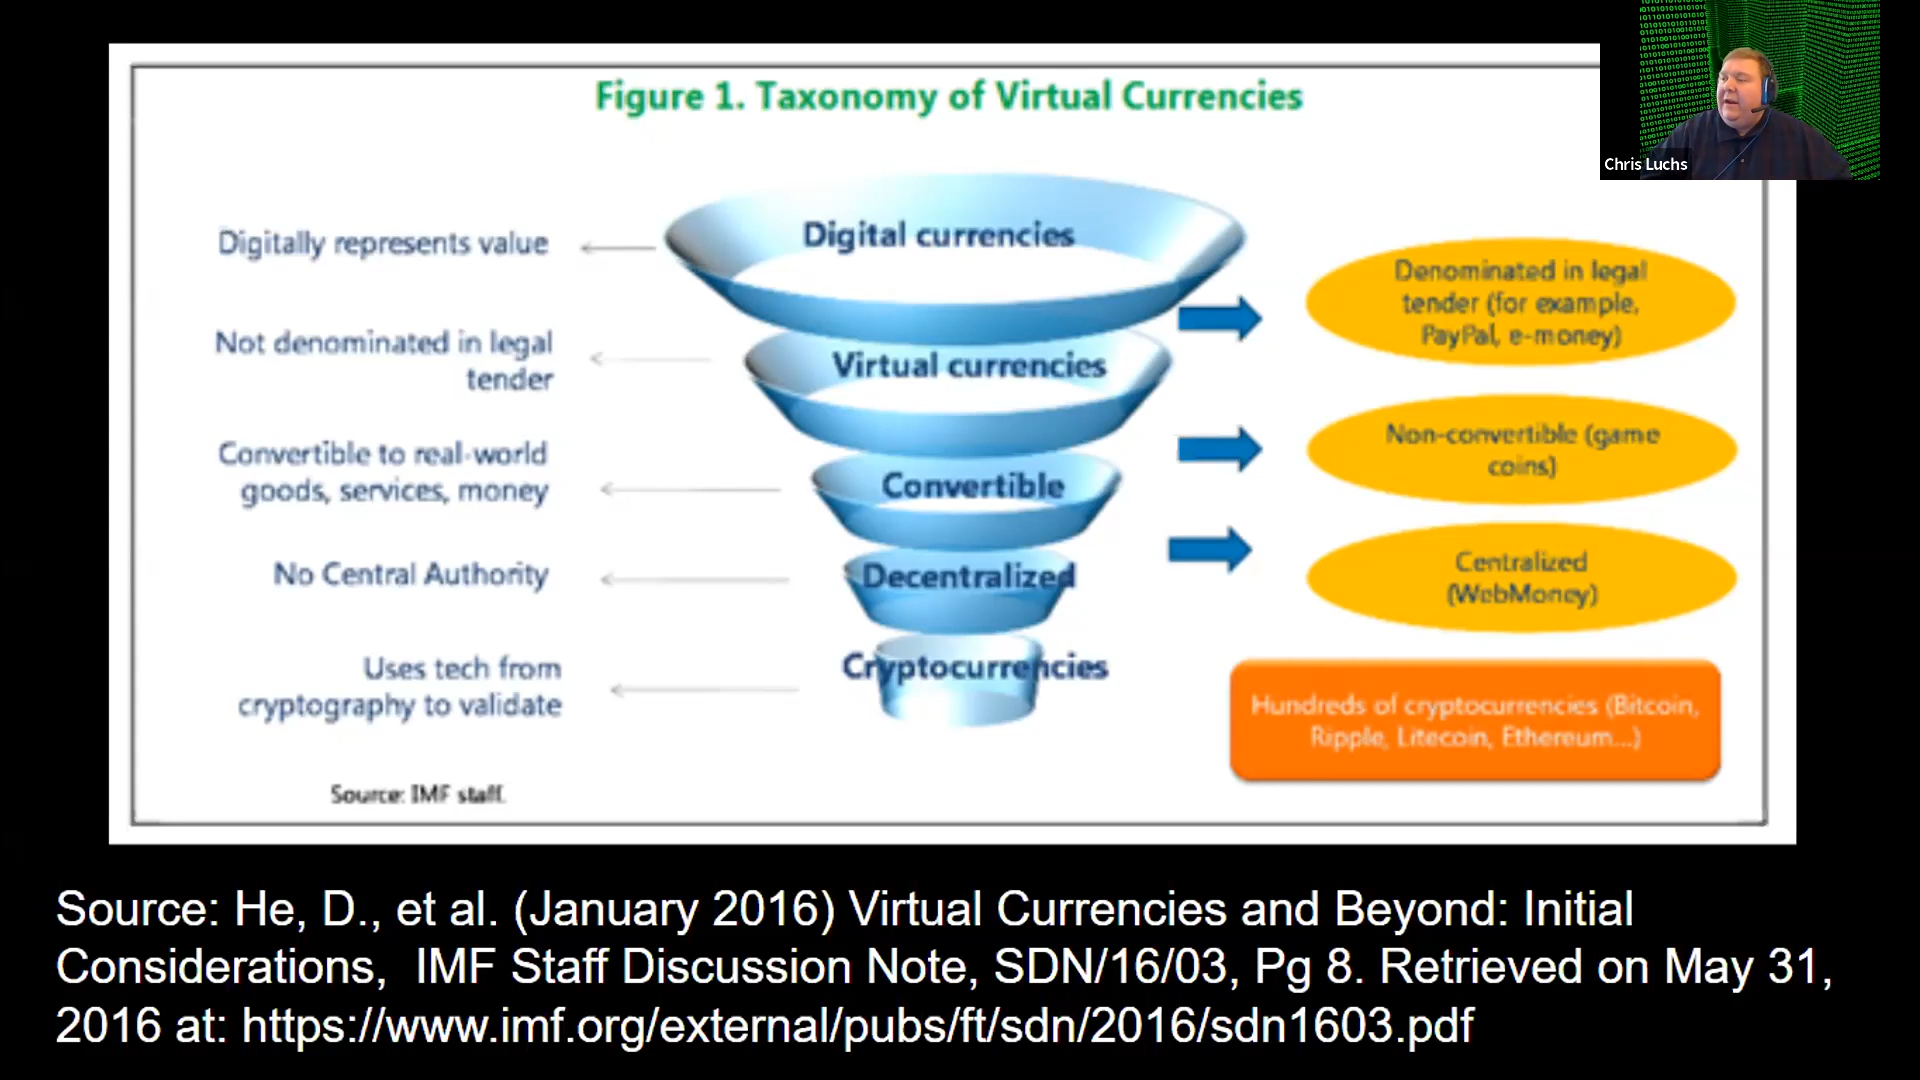 Figure 1. Taxonomy of Virtual Currencies
Chris Luchs
Digitally represents value
Digital currencies
Denominated in legal
tender (for example,
PayPal, e-money)
Not denominated in legal
tender
Virtual currencies
Non-convertible (game
coins)
Convertible to real-world
goods, services, money
Convertible
Centralized
(WebMoney)
No Central Authority
Decentralized
Uses tech from
cryptography to validate
Cryptocurrencies
Hundreds of cryptocurrencies (Bitcoin,
Ripple, Litecoin, Ethereum...)
Source: IMF staff.
Source: He, D., et al. (January 2016) Virtual Currencies and Beyond: Initial
Considerations,  IMF Staff Discussion Note, SDN/16/03, Pg 8. Retrieved on May 31,
2016 at: https://www.imf.org/external/pubs/ft/sdn/2016/sdn1603.pdf